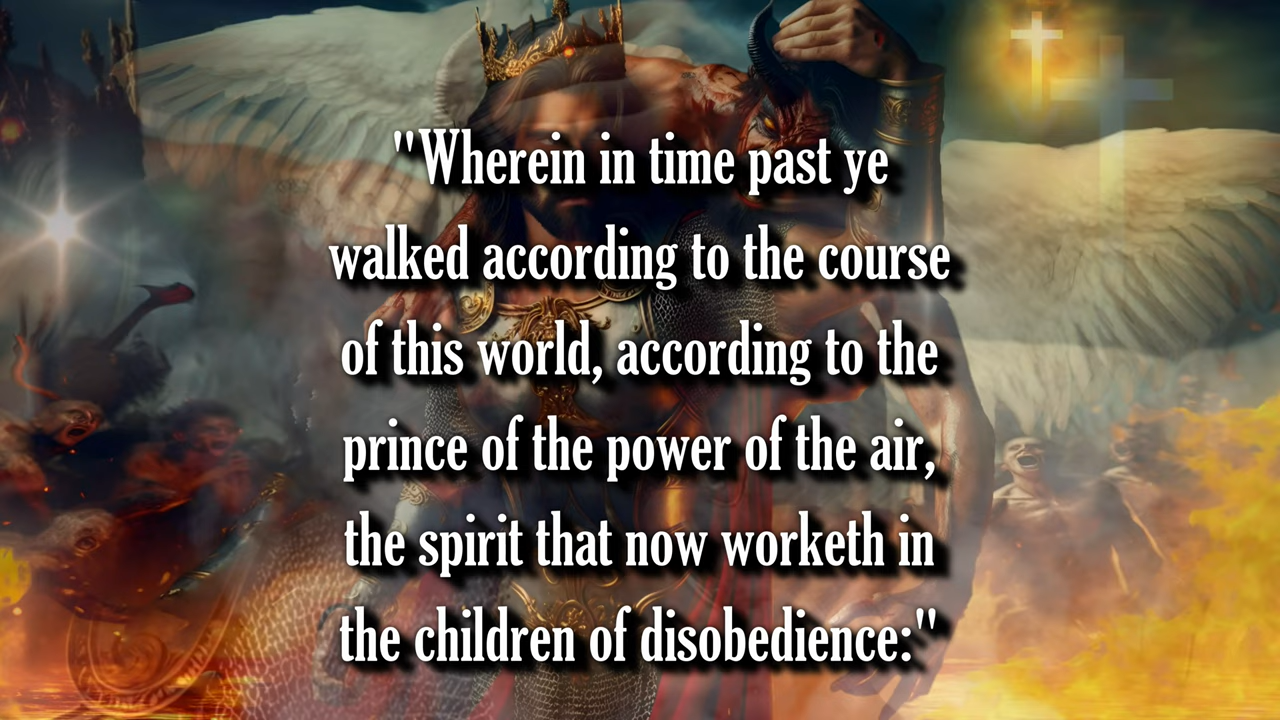 "Wherein in time past ye
walked according to the course
of this world, according to the
prince of the power of the air,
the spirit that now worketh in
the children of disobedience:"